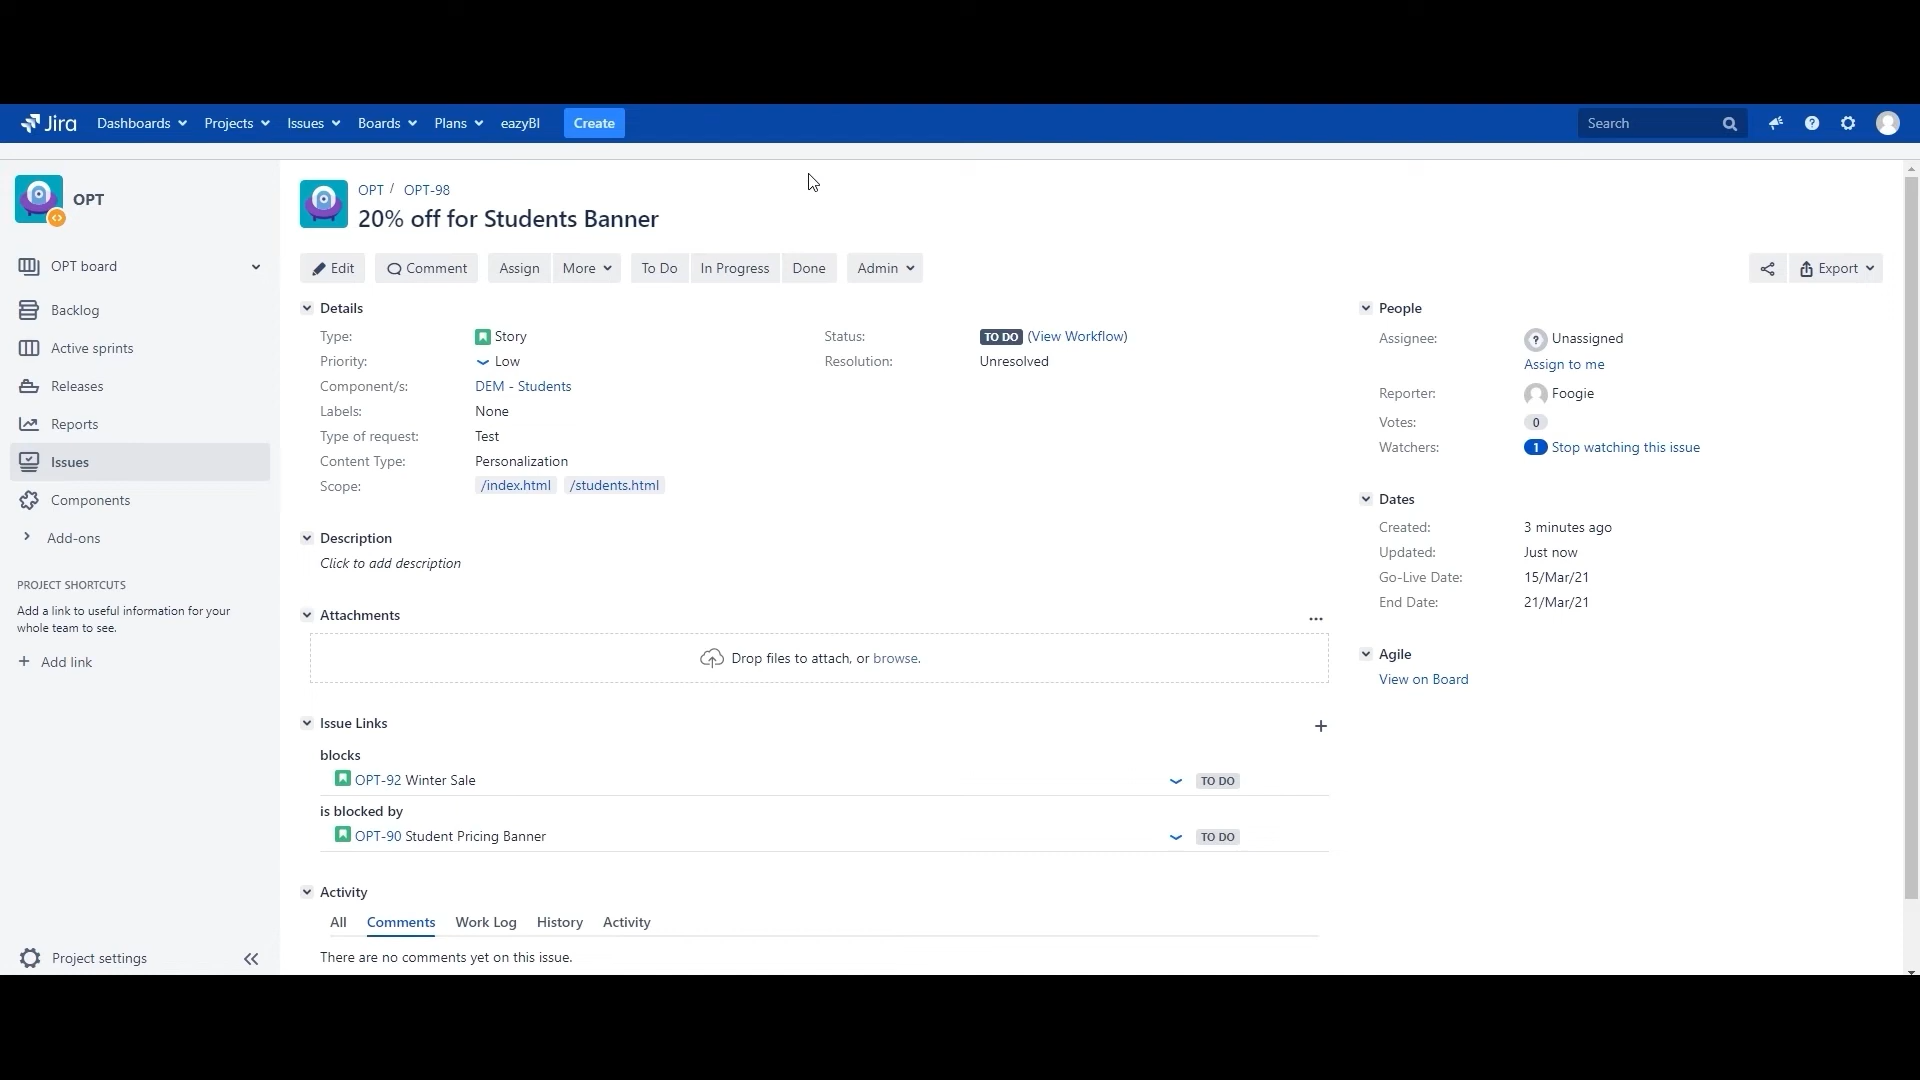 Jira Dashboards Projects Issues Boards Plans eazyBI Create Search
OPT
OPT board
Backlog
Active sprints
Releases
Reports
Issues
Components
Add-ons
PROJECT SHORTCUTS
Add a link to useful information for your
whole team to see.
+ Add link
Project settings
OPT / OPT-98
20% off for Students Banner
Edit Comment Assign More To Do In Progress Done Admin Export
Details
Type: Story Status: TO DO (View Workflow)
Priority: Low Resolution: Unresolved
Component/s: DEM - Students
Labels: None
Type of request: Test
Content Type: Personalization
Scope: /index.html /students.html
Description
Click to add description
Attachments
Drop files to attach, or browse.
Issue Links
blocks
OPT-92 Winter Sale TO DO
is blocked by
OPT-90 Student Pricing Banner TO DO
Activity
All Comments Work Log History Activity
There are no comments yet on this issue.
People
Assignee: Unassigned
Assign to me
Reporter: Foogie
Votes: 0
Watchers: 1 Stop watching this issue
Dates
Created: 3 minutes ago
Updated: Just now
Go-Live Date: 15/Mar/21
End Date: 21/Mar/21
Agile
View on Board